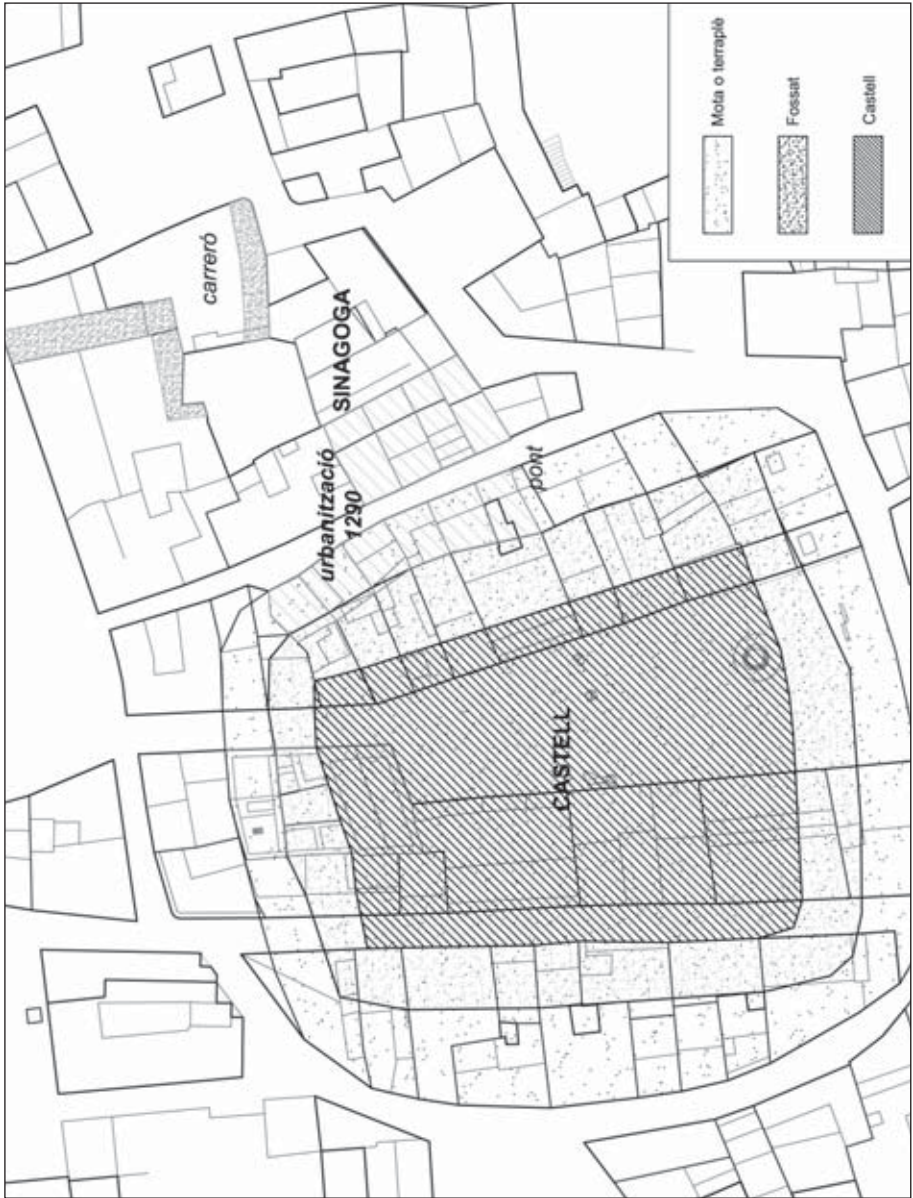 carreró
SINAGOGA
urbanització
1290
pont
CASTELL
Mota o terraplè
Fossat
Castell